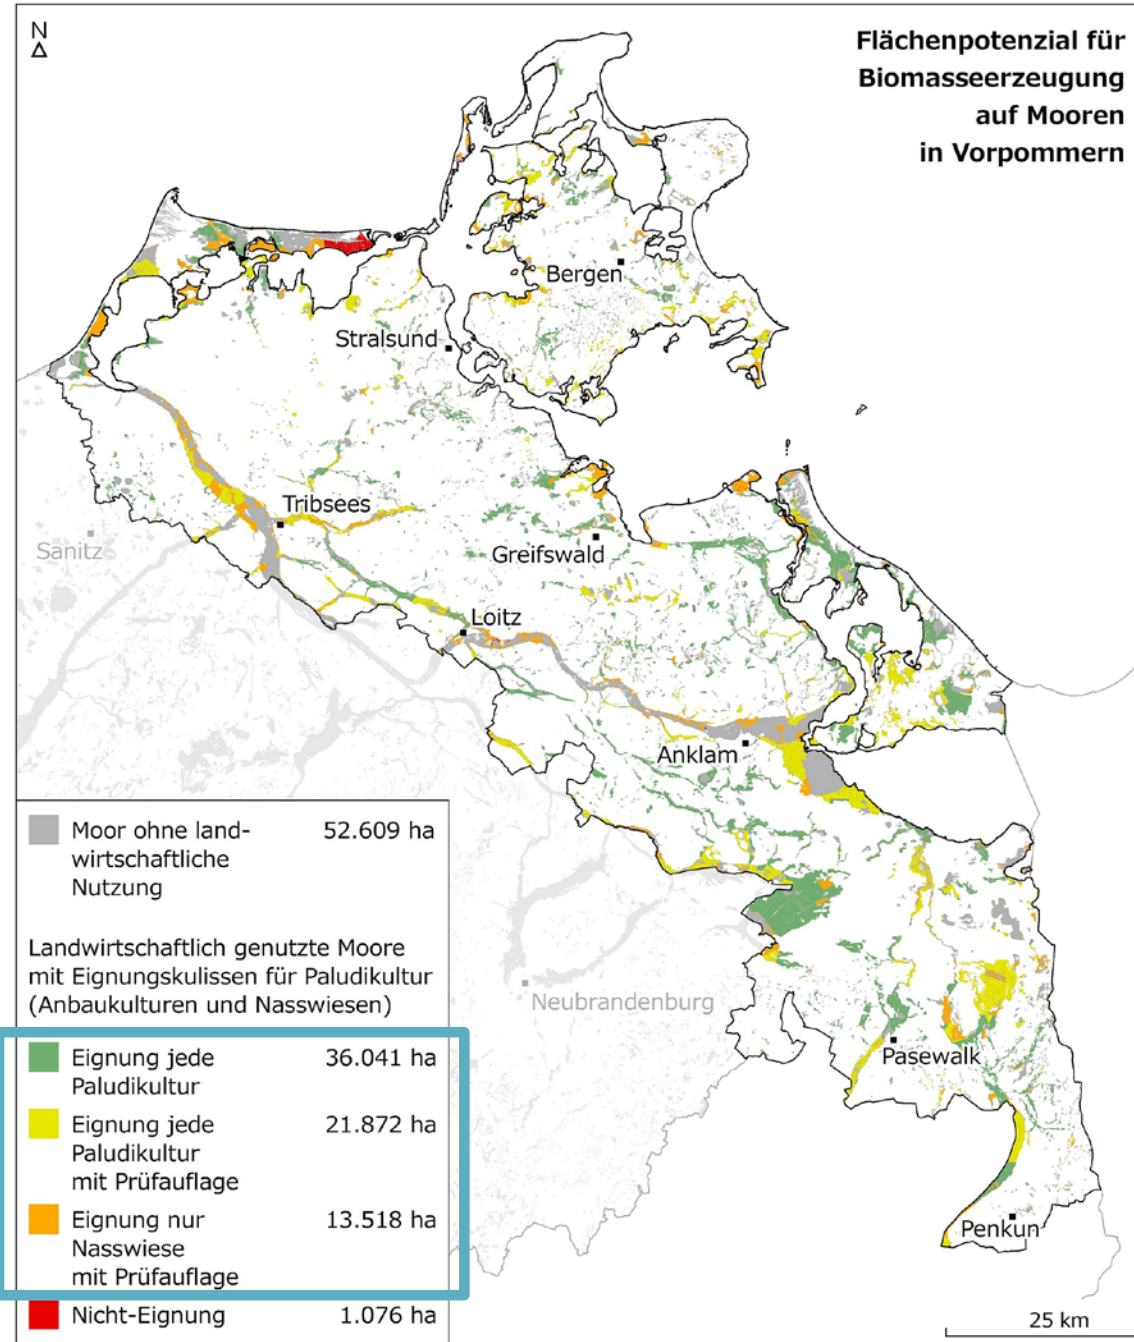 N
Flächenpotenzial für
Biomasseerzeugung
auf Mooren
in Vorpommern
Bergen
Stralsund
Tribsees
Sanitz
Greifswald
Loitz
Anklam
Neubrandenburg
Pasewalk
Penkun
Moor ohne land- 52.609 ha
wirtschaftliche
Nutzung
Landwirtschaftlich genutzte Moore
mit Eignungskulissen für Paludikultur
(Anbaukulturen und Nasswiesen)
Eignung jede 36.041 ha
Paludikultur
Eignung jede 21.872 ha
Paludikultur
mit Prüfauflage
Eignung nur 13.518 ha
Nasswiese
mit Prüfauflage
Nicht-Eignung 1.076 ha
25 km